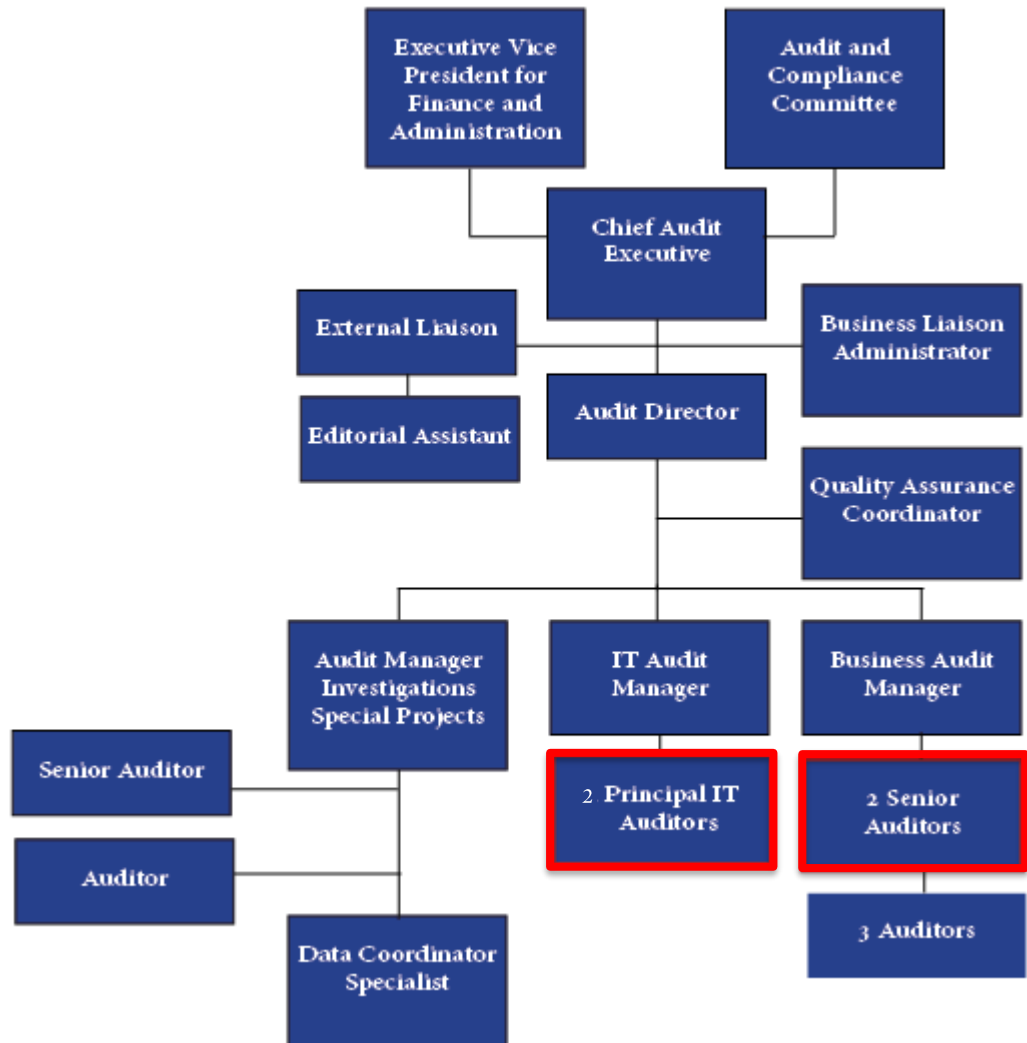 Executive Vice
President for
Finance and
Administration
Audit and
Compliance
Committee
Chief Audit
Executive
External Liaison
Business Liaison
Administrator
Editorial Assistant
Audit Director
Quality Assurance
Coordinator
Audit Manager
Investigations
Special Projects
IT Audit
Manager
Business Audit
Manager
Senior Auditor
2 Principal IT
Auditors
2 Senior
Auditors
Auditor
3 Auditors
Data Coordinator
Specialist